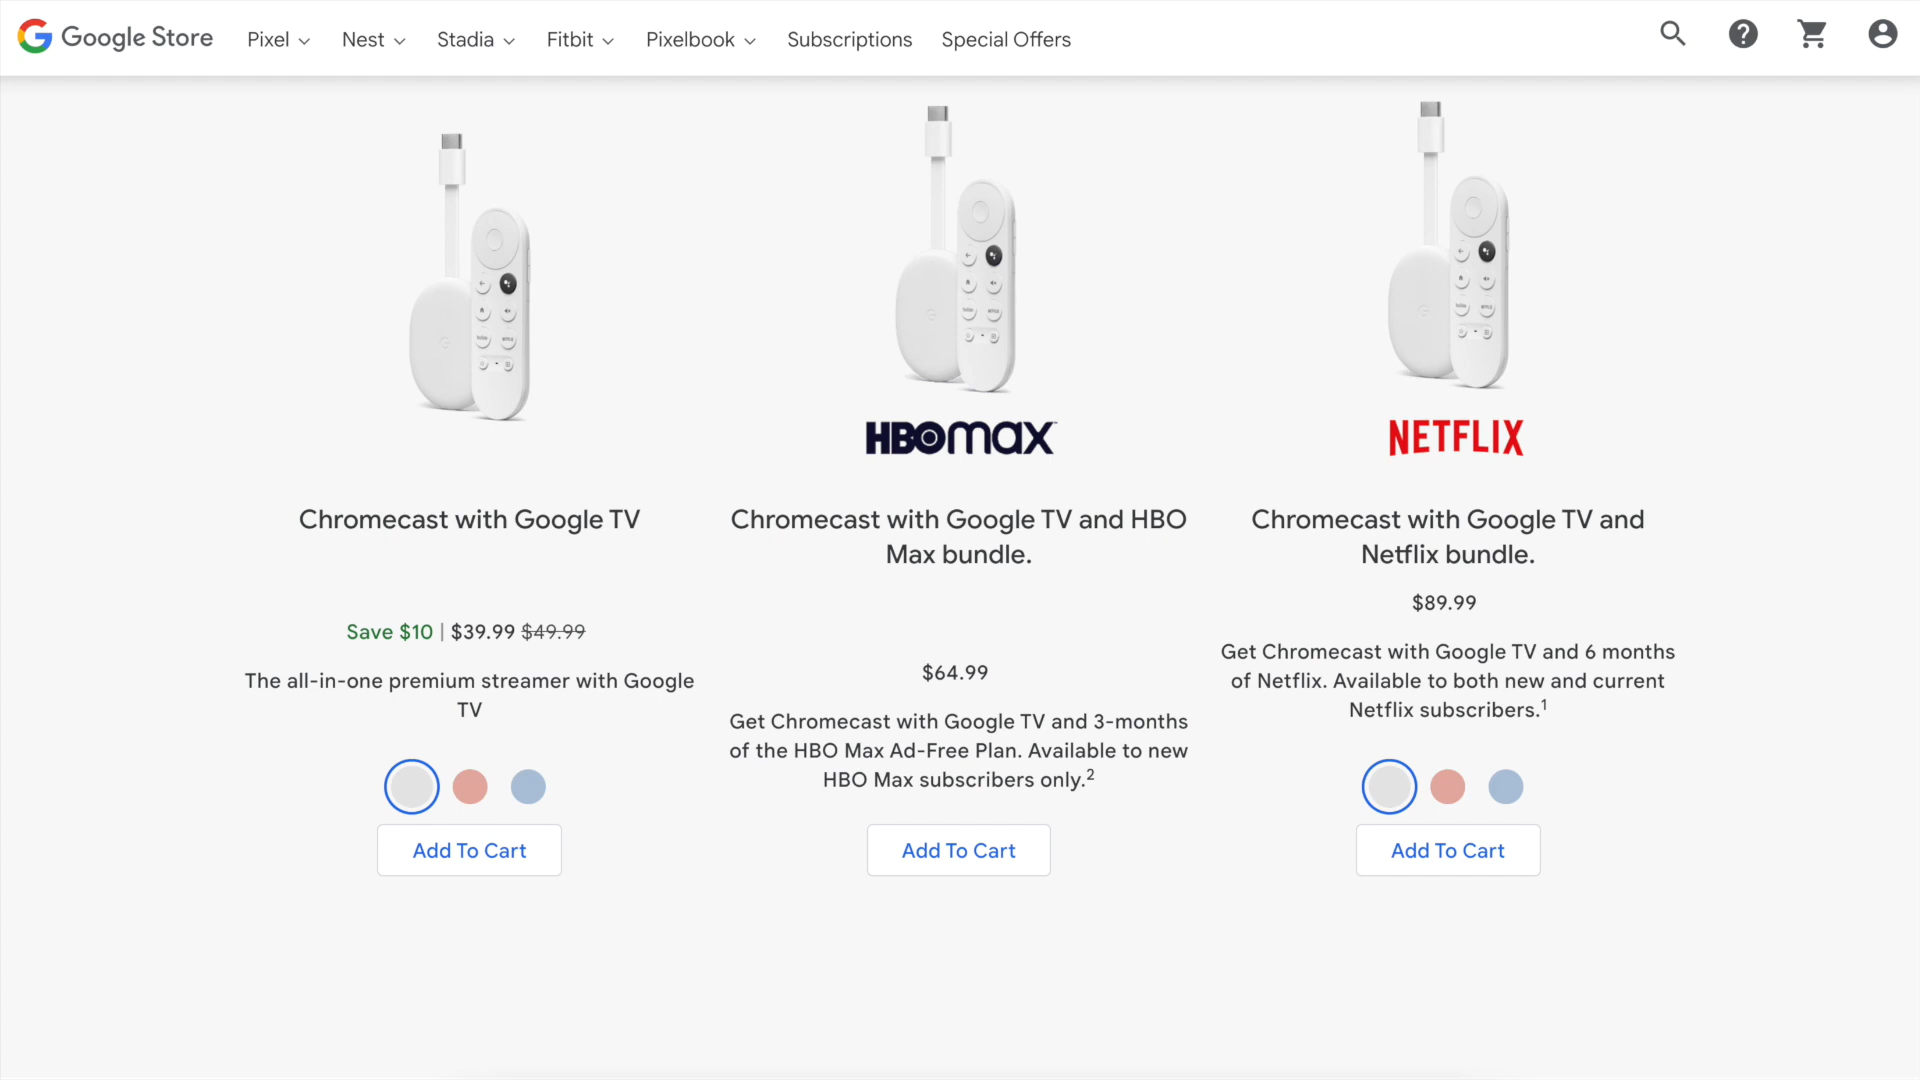 Google Store Pixel Nest Stadia Fitbit Pixelbook Subscriptions Special Offers
HBOmax
NETFLIX
Chromecast with Google TV
Save $10 | $39.99 $49.99
The all-in-one premium streamer with Google
TV
Add To Cart
Chromecast with Google TV and HBO
Max bundle.
$64.99
Get Chromecast with Google TV and 3-months
of the HBO Max Ad-Free Plan. Available to new
HBO Max subscribers only.2
Add To Cart
Chromecast with Google TV and
Netflix bundle.
$89.99
Get Chromecast with Google TV and 6 months
of Netflix. Available to both new and current
Netflix subscribers.1
Add To Cart